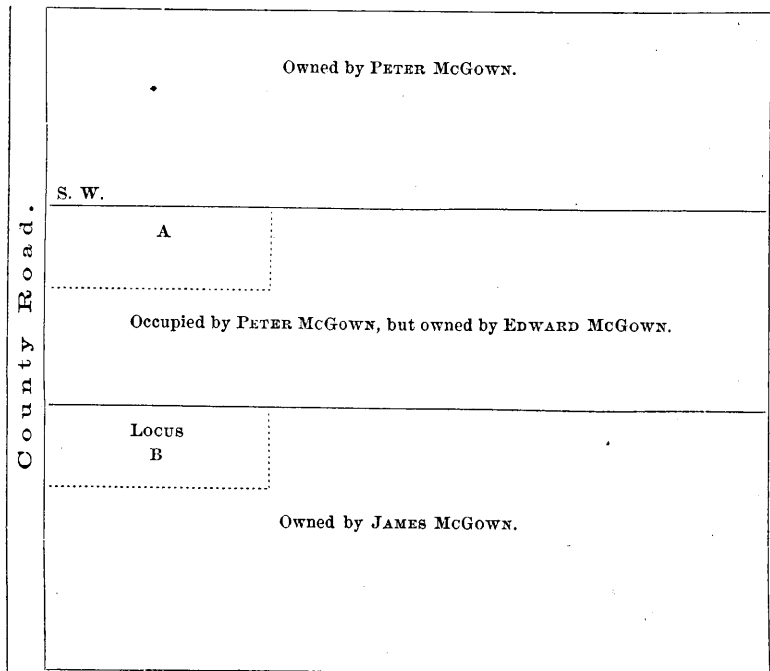 Owned by PETER MCGOWN.
S. W.
A
County Road.
Occupied by PETER MCGOWN, but owned by EDWARD MCGOWN.
LOCUS
B
Owned by JAMES MCGOWN.